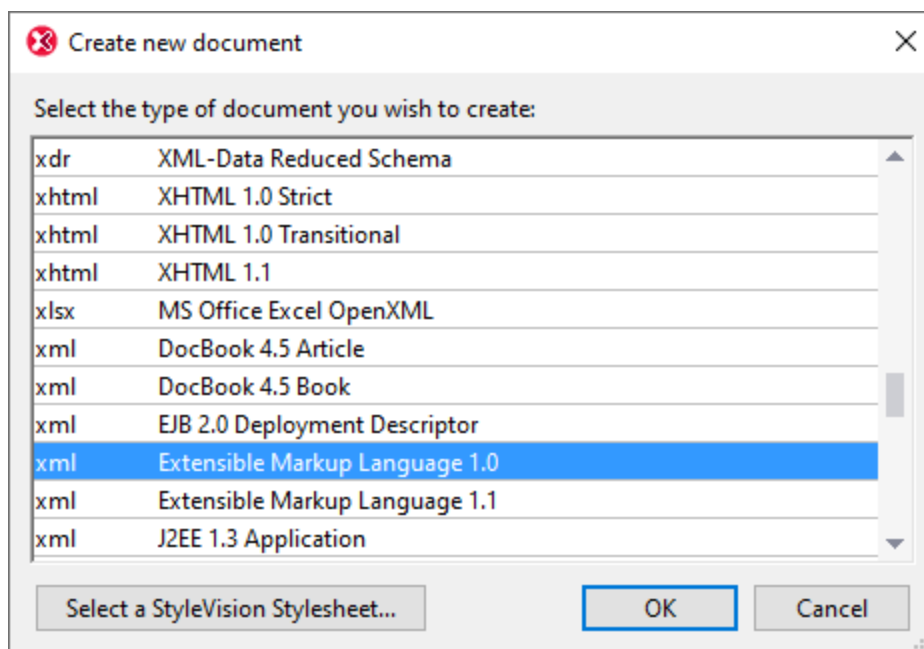 Create new document
Select the type of document you wish to create:
xdr XML-Data Reduced Schema
xhtml XHTML 1.0 Strict
xhtml XHTML 1.0 Transitional
xhtml XHTML 1.1
xlsx MS Office Excel OpenXML
xml DocBook 4.5 Article
xml DocBook 4.5 Book
xml EJB 2.0 Deployment Descriptor
xml Extensible Markup Language 1.0
xml Extensible Markup Language 1.1
xml J2EE 1.3 Application
Select a StyleVision Stylesheet... OK Cancel